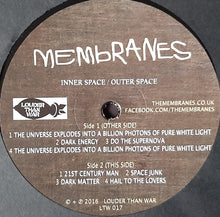 MEMBRANES
INNER SPACE / OUTER SPACE
LOUDER
THAN WAR
THEMEMBRANES.CO.UK
FACEBOOK.COM/THEMEMBRANES
Side 1 (OTHER SIDE)
1 THE UNIVERSE EXPLODES INTO A BILLION PHOTONS OF PURE WHITE LIGHT
2 DARK ENERGY 3 DO THE SUPERNOVA
4 THE UNIVERSE EXPLODES INTO A BILLION PHOTONS OF PURE WHITE LIGHT
Side 2 (THIS SIDE)
1 21ST CENTURY MAN 2 SPACE JUNK
3 DARK MATTER 4 HAIL TO THE LOVERS
© + ℗ 2016 LOUDER THAN WAR
LTW 017